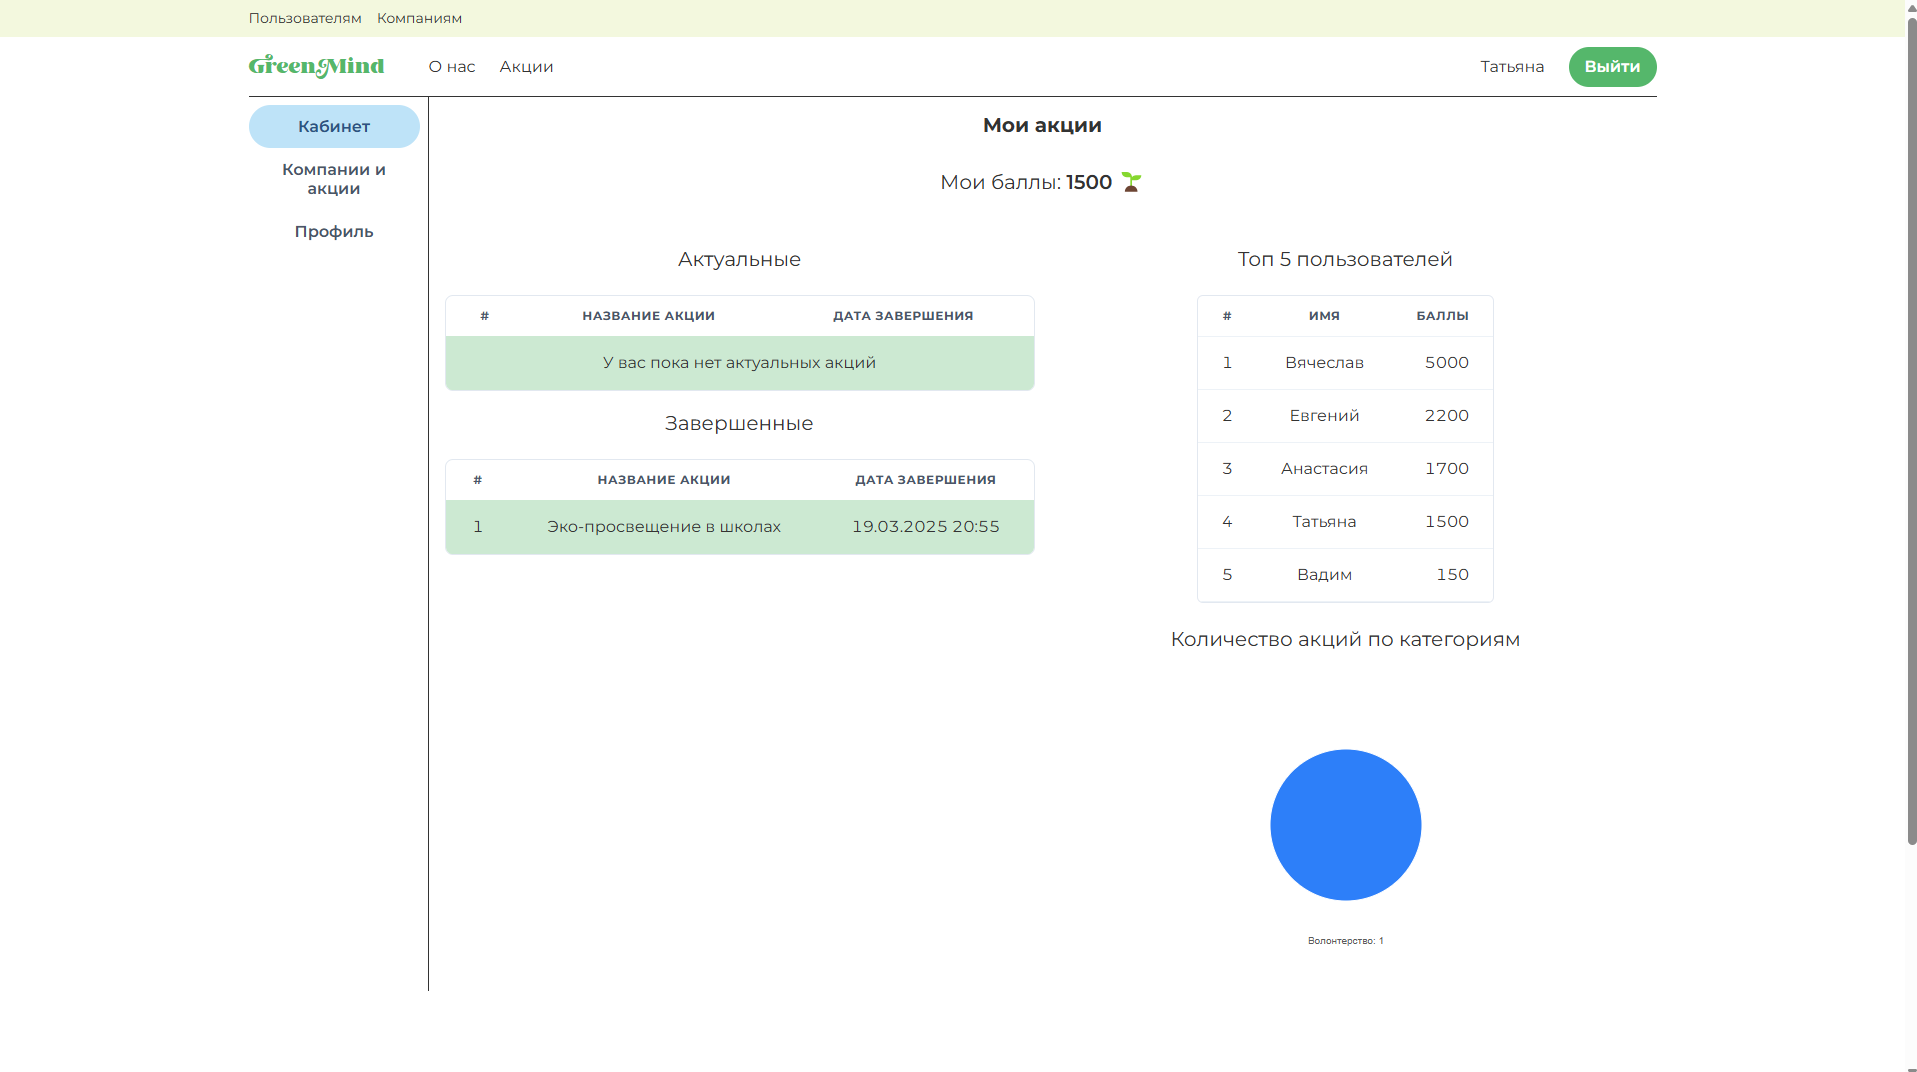 Пользователям Компаниям
GreenMind О нас Акции Татьяна Выйти
Кабинет
Компании и
акции
Профиль
Мои акции
Мои баллы: 1500
Актуальные
# НАЗВАНИЕ АКЦИИ ДАТА ЗАВЕРШЕНИЯ
У вас пока нет актуальных акций
Завершенные
# НАЗВАНИЕ АКЦИИ ДАТА ЗАВЕРШЕНИЯ
1 Эко-просвещение в школах 19.03.2025 20:55
Топ 5 пользователей
# ИМЯ БАЛЛЫ
1 Вячеслав 5000
2 Евгений 2200
3 Анастасия 1700
4 Татьяна 1500
5 Вадим 150
Количество акций по категориям
Волонтерство: 1